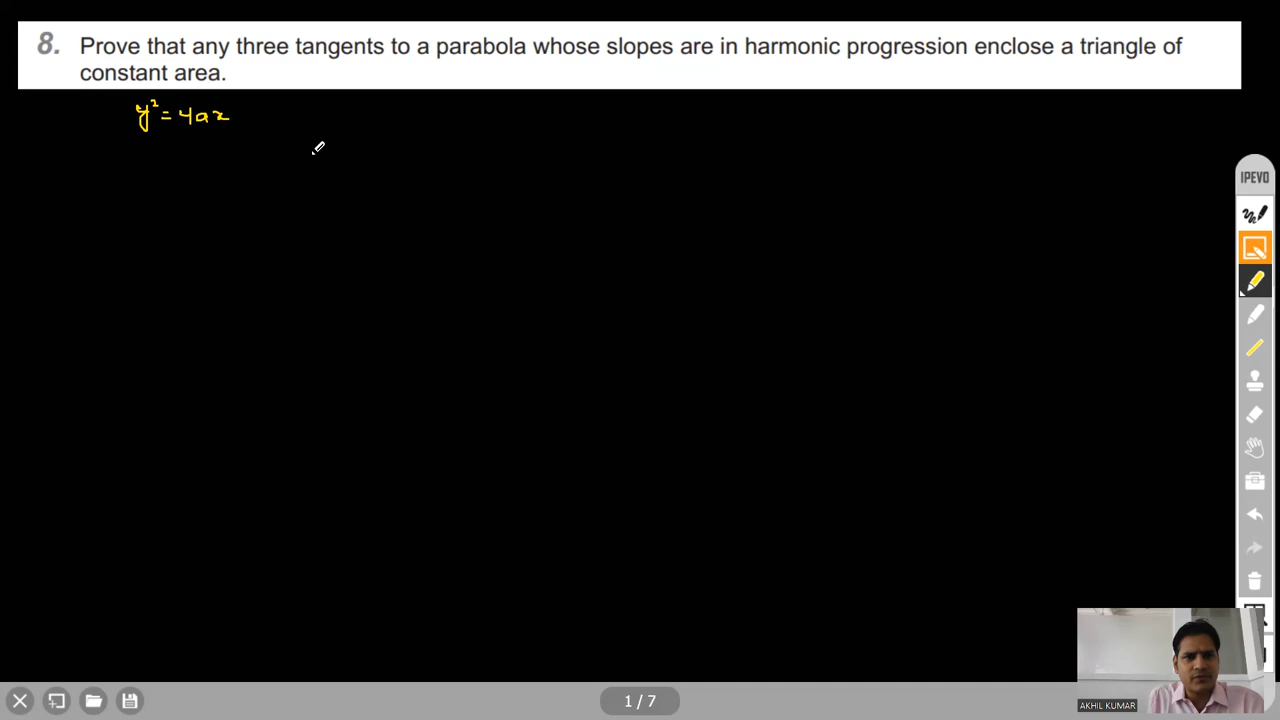 8. Prove that any three tangents to a parabola whose slopes are in harmonic progression enclose a triangle of
constant area.
y² = 4ax
IPEVO
1 / 7
AKHIL KUMAR